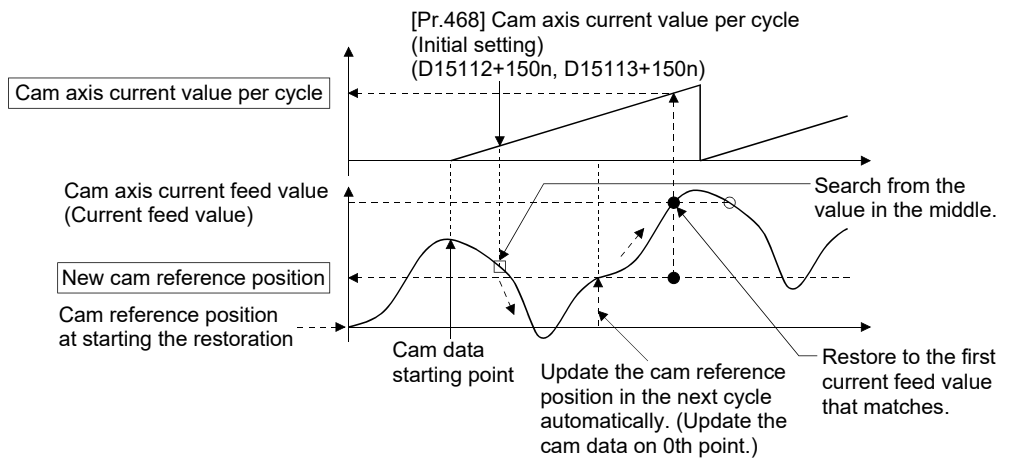 [Pr.468] Cam axis current value per cycle
(Initial setting)
(D15112+150n, D15113+150n)
Cam axis current value per cycle
Cam axis current feed value
(Current feed value)
Search from the
value in the middle.
New cam reference position
Cam reference position
at starting the restoration
Cam data
starting point
Update the cam reference
position in the next cycle
automatically. (Update the
cam data on 0th point.)
Restore to the first
current feed value
that matches.